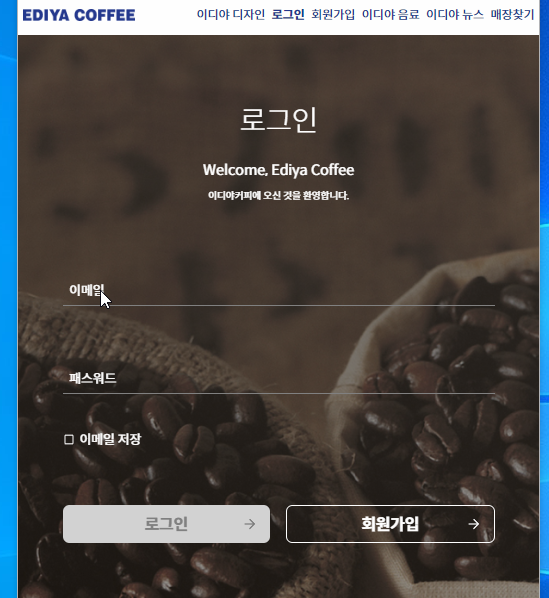 EDIYA COFFEE
이디야 디자인 로그인 회원가입 이디야 음료 이디야 뉴스 매장찾기
로그인
Welcome, Ediya Coffee
이디야커피에 오신 것을 환영합니다.
이메일
패스워드
이메일 저장
로그인 →
회원가입 →